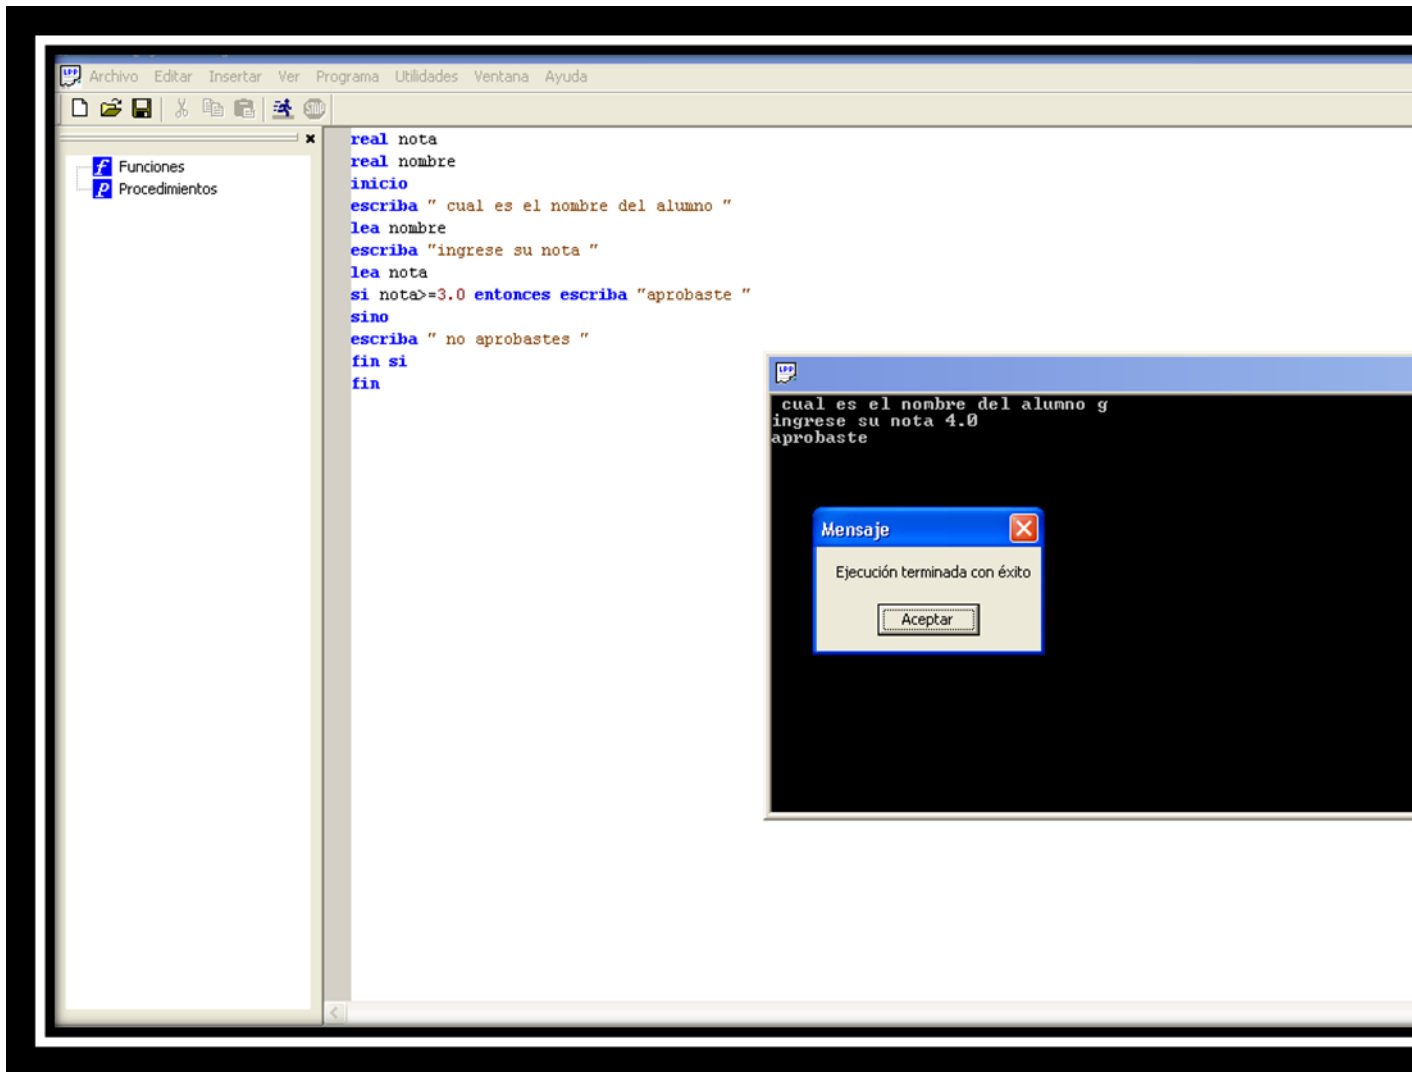 Archivo Editar Insertar Ver Programa Utilidades Ventana Ayuda
STOP
Funciones
Procedimientos
real nota
real nombre
inicio
escriba " cual es el nombre del alumno "
lea nombre
escriba "ingrese su nota "
lea nota
si nota>=3.0 entonces escriba "aprobaste "
sino
escriba " no aprobastes "
fin si
fin
cual es el nombre del alumno g
ingrese su nota 4.0
aprobaste
Mensaje
Ejecución terminada con éxito
Aceptar